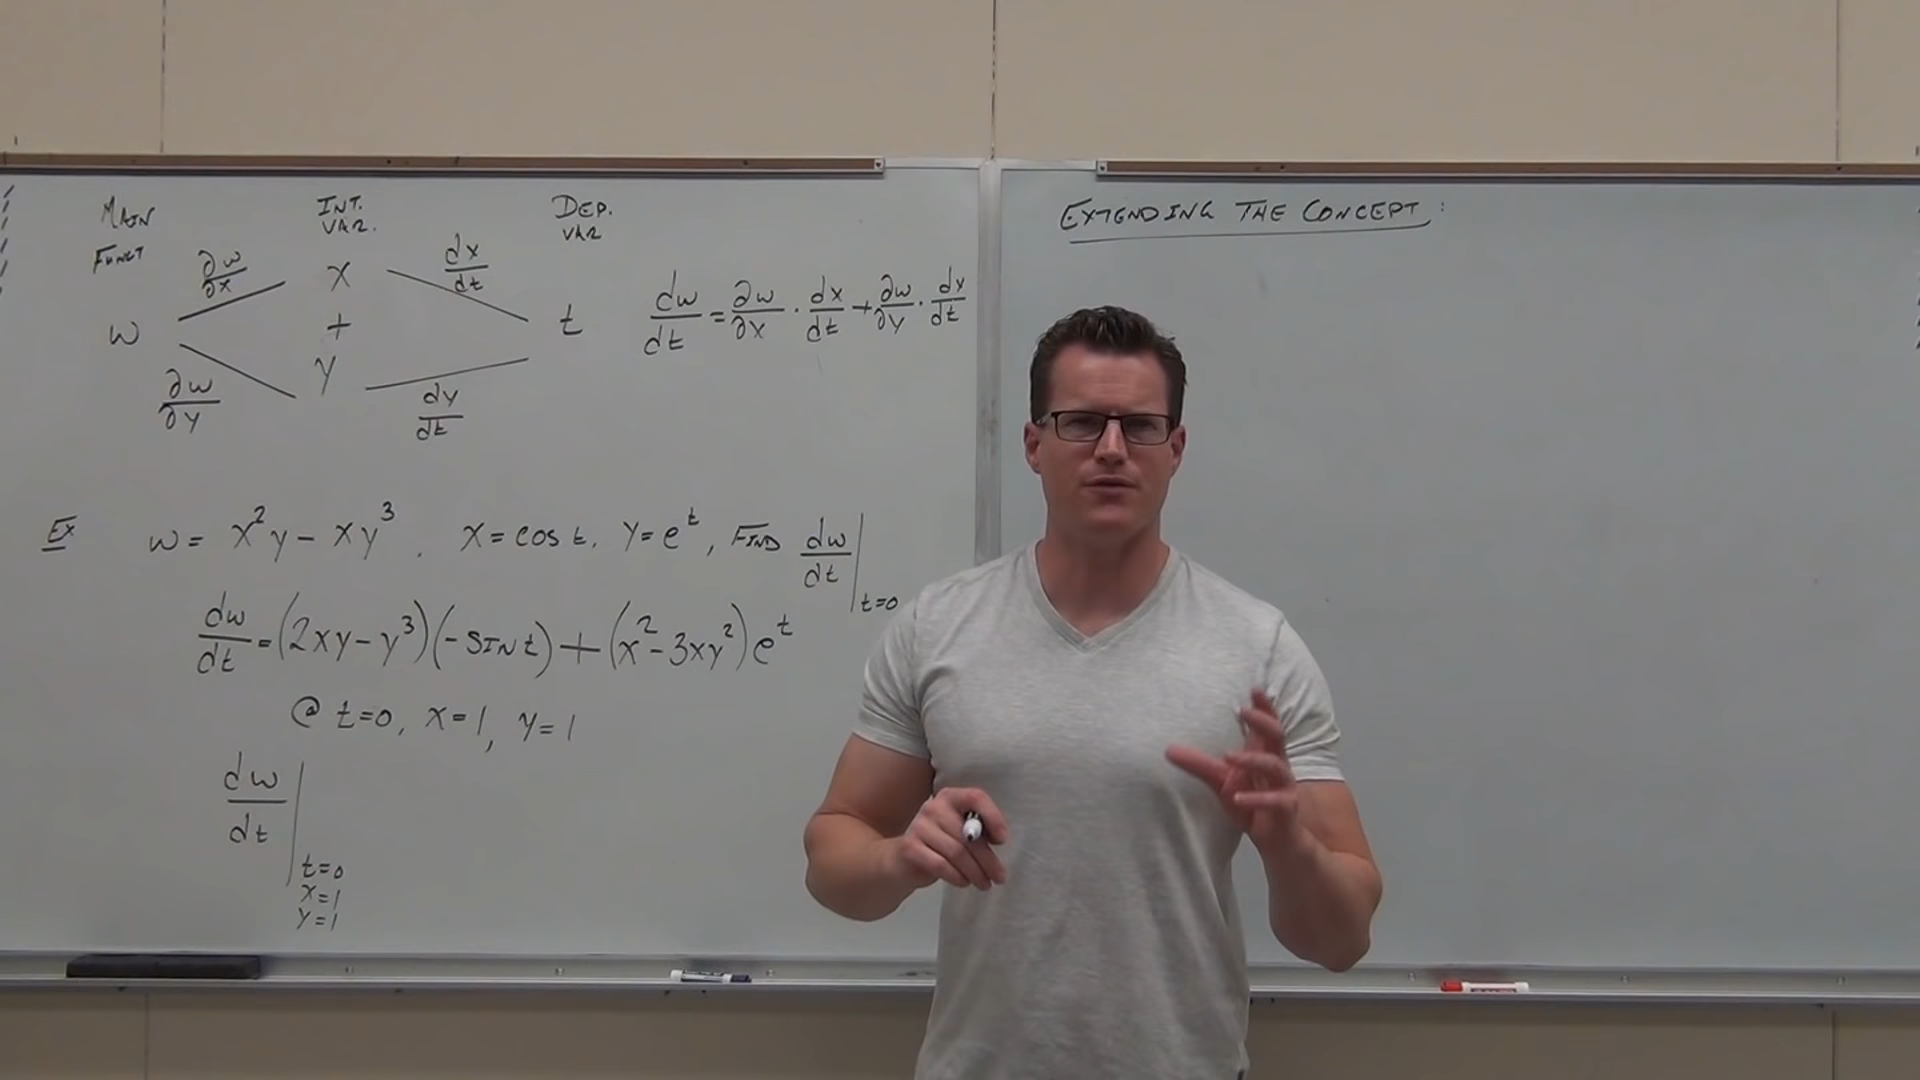 MAIN FUNCT
INT. VAR.
DEP. VAR
∂w/∂x
x
dx/dt
w
+
t
dw/dt = ∂w/∂x · dx/dt + ∂w/∂y · dy/dt
∂w/∂y
y
dy/dt
Ex w = x²y - xy³. x = cos t, y = e^t, FIND dw/dt | t=0
dw/dt = (2xy - y³)(-SIN t) + (x² - 3xy²)e^t
@ t=0, x=1, y=1
dw/dt | t=0
x=1
y=1
EXTENDING THE CONCEPT: